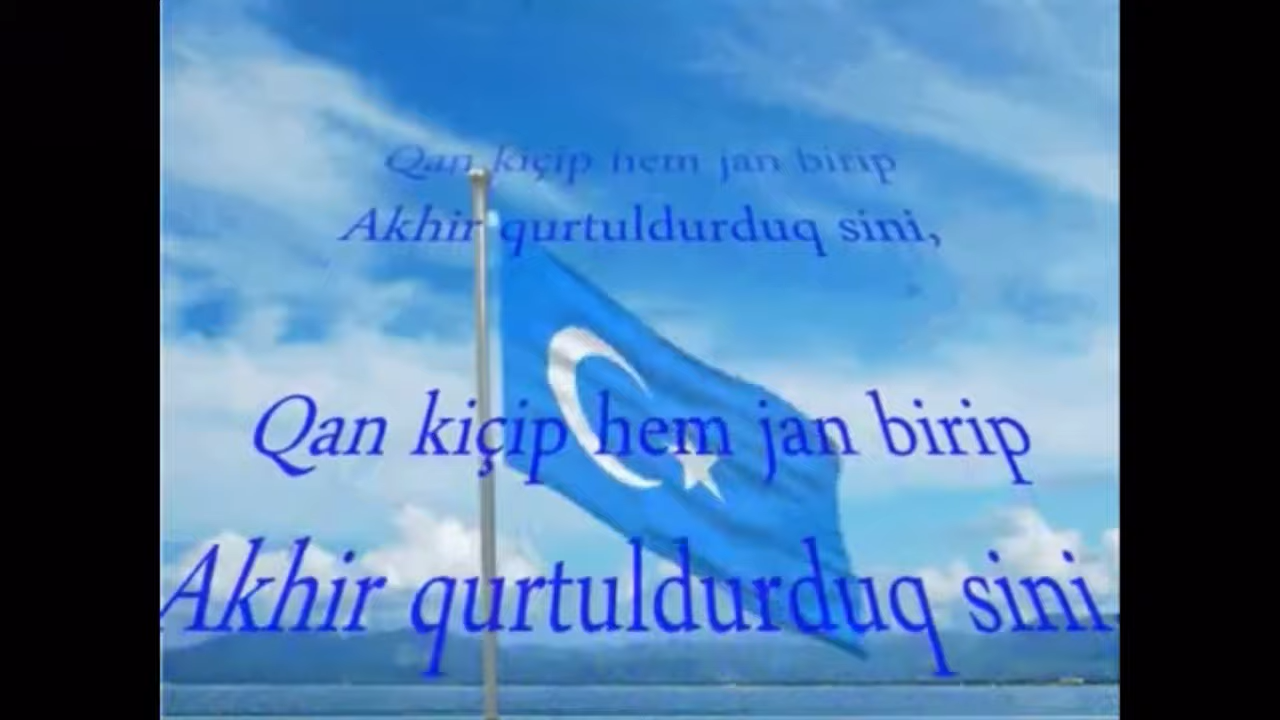 Qan kiçip hem jan birip
Akhir qurtuldurduq sini,
Qan kiçip hem jan birip
Akhir qurtuldurduq sini.